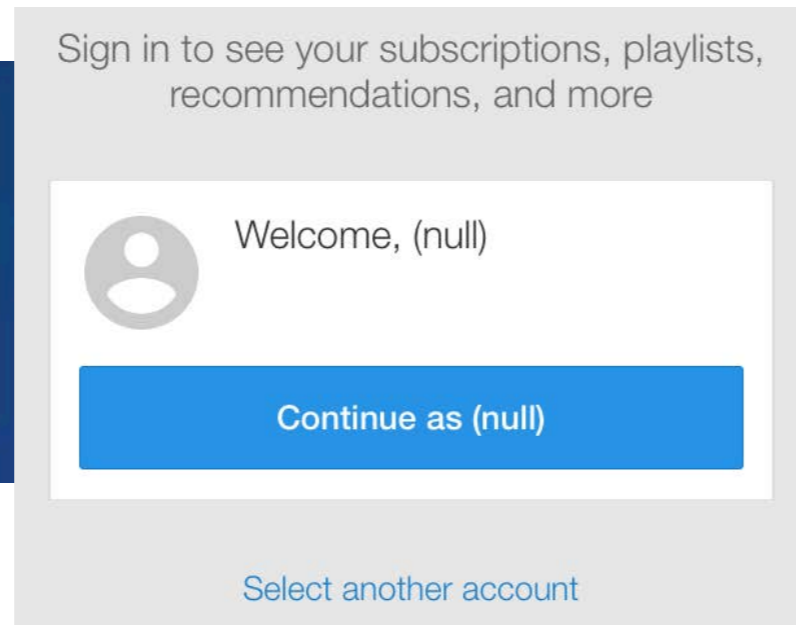 Sign in to see your subscriptions, playlists,
recommendations, and more
Welcome, (null)
Continue as (null)
Select another account